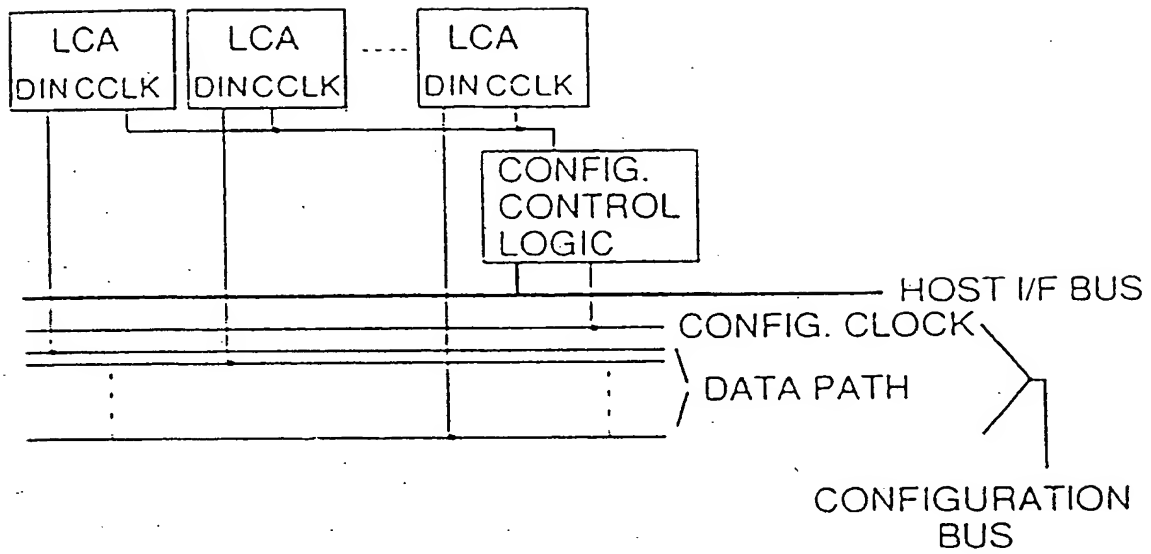 LCA
DIN CCLK
LCA
DIN CCLK
LCA
DIN CCLK
CONFIG.
CONTROL
LOGIC
HOST I/F BUS
CONFIG. CLOCK
DATA PATH
CONFIGURATION
BUS